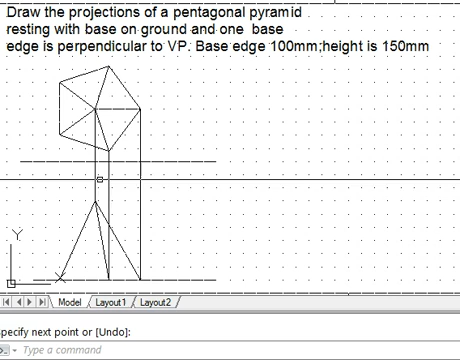 Draw the projections of a pentagonal pyramid
resting with base on ground and one base
edge is perpendicular to VP. Base edge 100mm;height is 150mm
Y
X
Model Layout1 Layout2
Specify next point or [Undo]:
Type a command